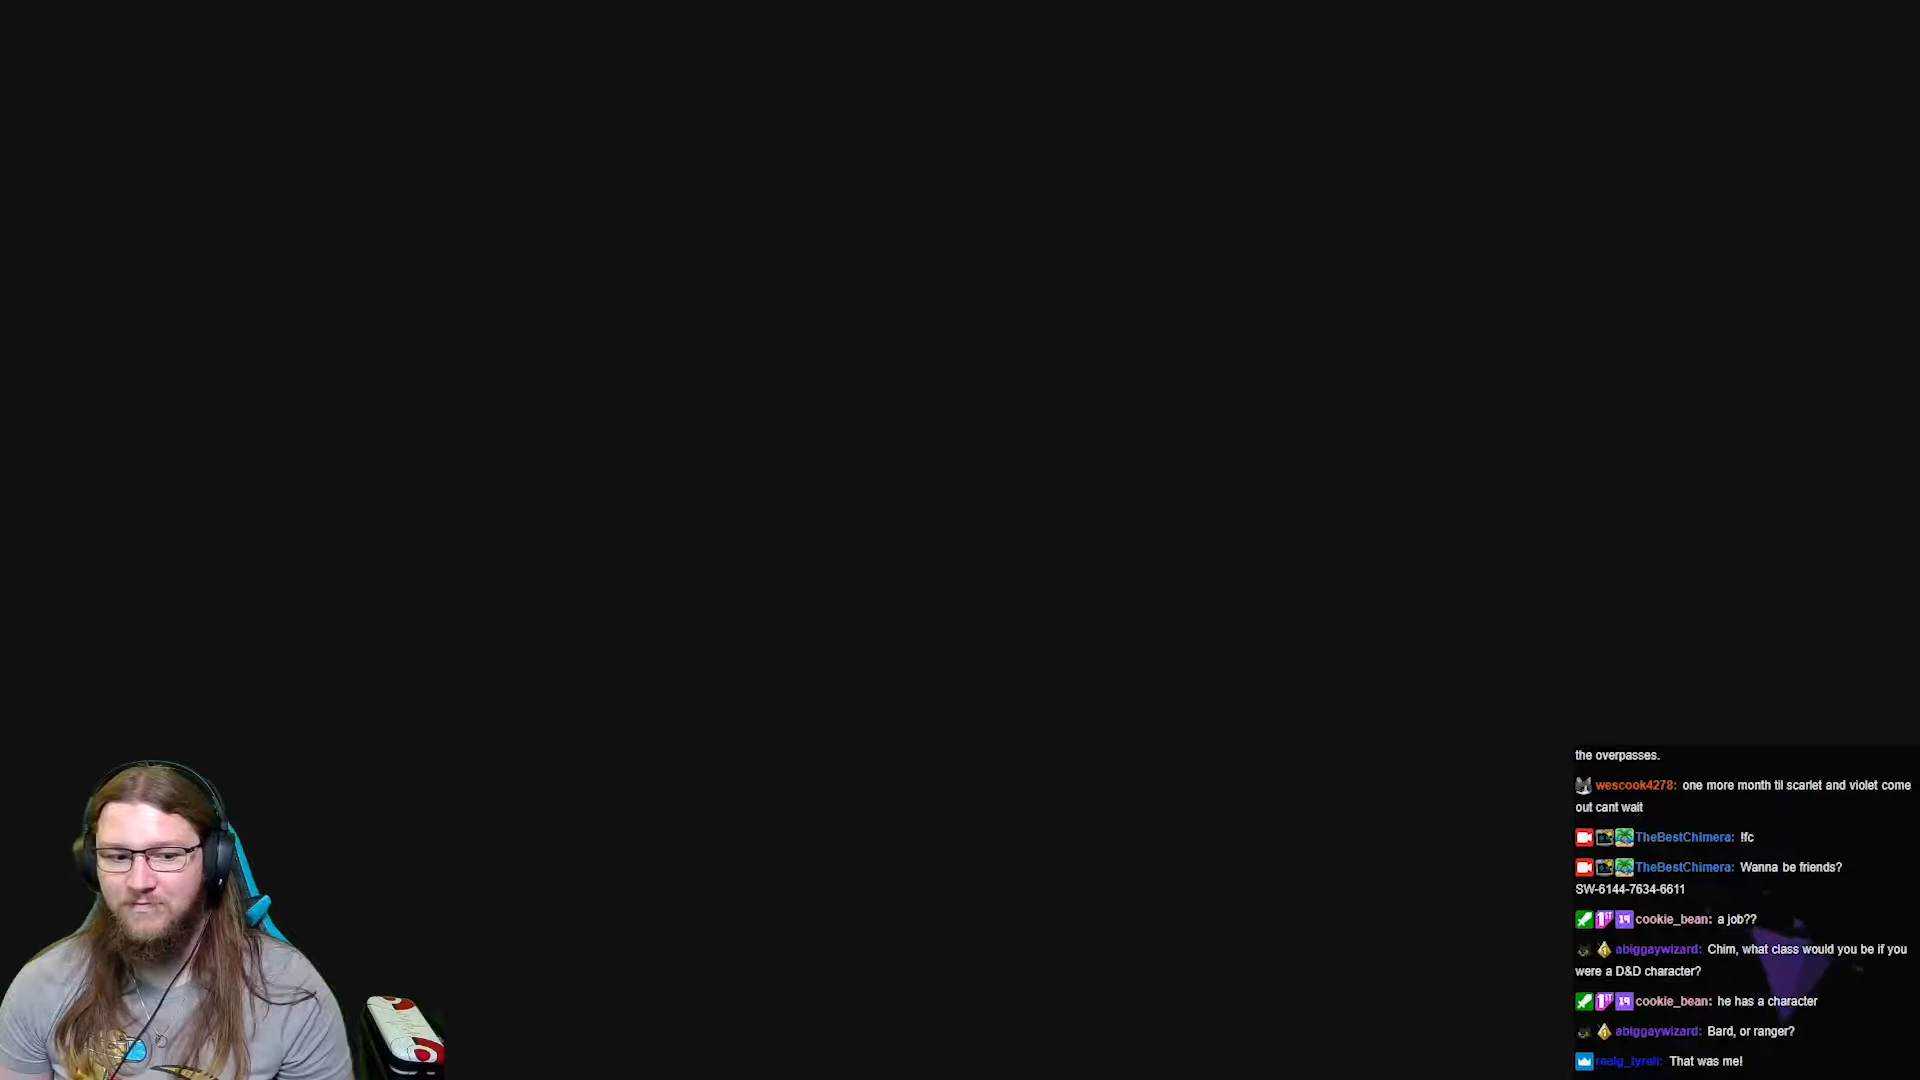 the overpasses.
wescook4278: one more month til scarlet and violet come
out cant wait
TheBestChimera: !fc
TheBestChimera: Wanna be friends?
SW-6144-7634-6611
cookie_bean: a job??
abiggaywizard: Chim, what class would you be if you
were a D&D character?
cookie_bean: he has a character
abiggaywizard: Bard, or ranger?
realg_tyreli: That was me!